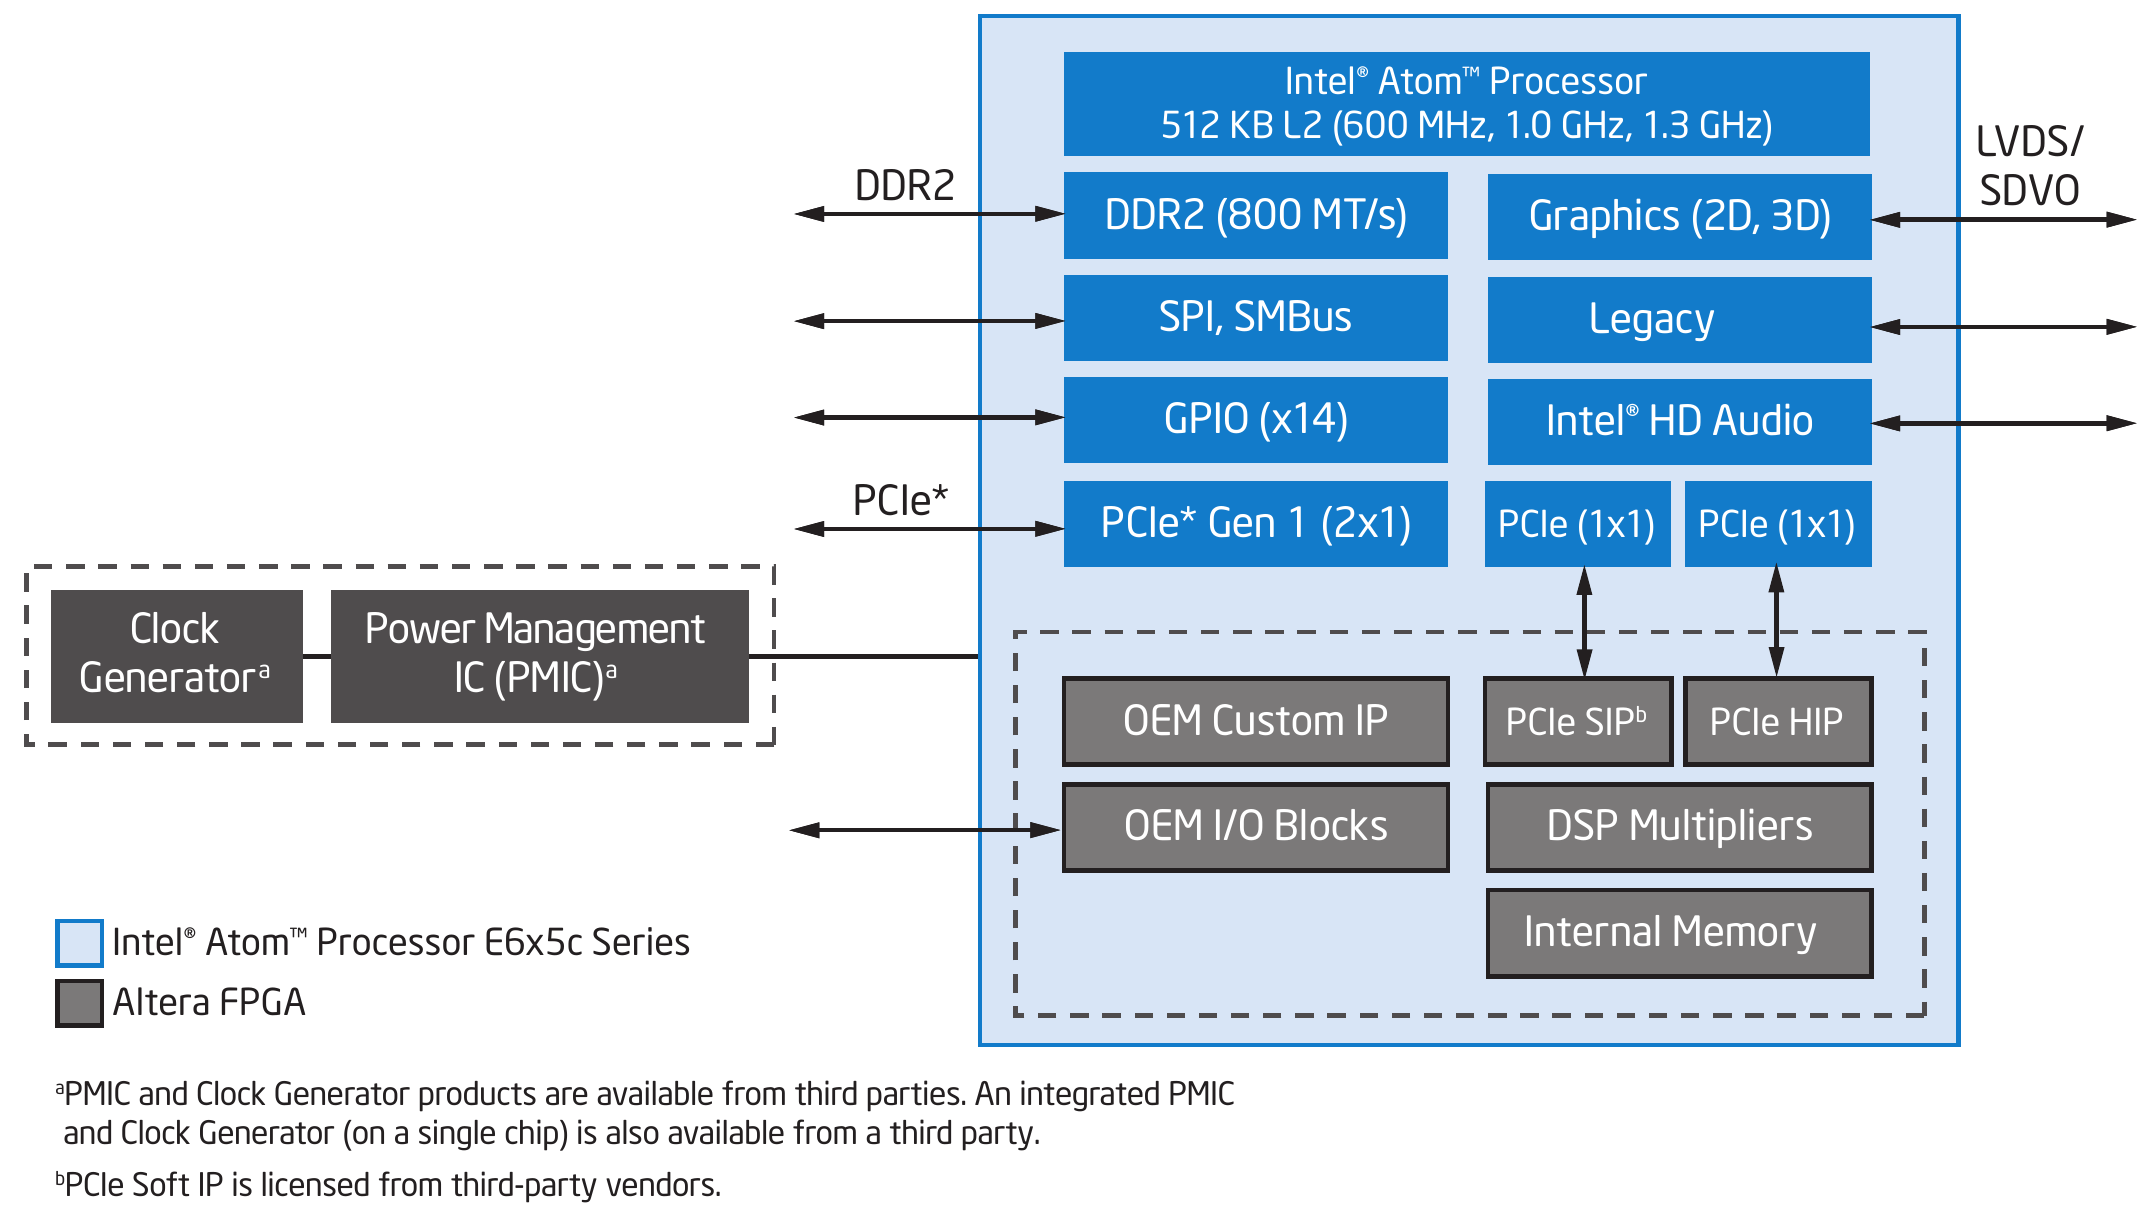 Intel® Atom™ Processor
512 KB L2 (600 MHz, 1.0 GHz, 1.3 GHz)
LVDS/
SDVO
DDR2
DDR2 (800 MT/s)
Graphics (2D, 3D)
SPI, SMBus
Legacy
GPIO (x14)
Intel® HD Audio
PCIe*
PCIe* Gen 1 (2x1)
PCIe (1x1)
PCIe (1x1)
Clock
Generatorᵃ
Power Management
IC (PMIC)ᵃ
OEM Custom IP
PCIe SIPᵇ
PCIe HIP
OEM I/O Blocks
DSP Multipliers
Internal Memory
Intel® Atom™ Processor E6x5c Series
Altera FPGA
ᵃPMIC and Clock Generator products are available from third parties. An integrated PMIC
and Clock Generator (on a single chip) is also available from a third party.
ᵇPCIe Soft IP is licensed from third-party vendors.